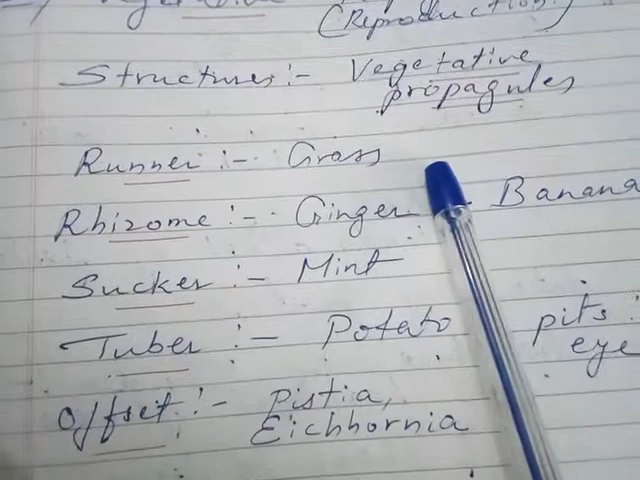 (Reproduction)
Structures :- Vegetative
propagules
Runner :- Grass
Rhizome :- Ginger - Banana
Sucker :- Mint
Tuber :- Potato pits :
eye
Offset :- Pistia,
Eichhornia